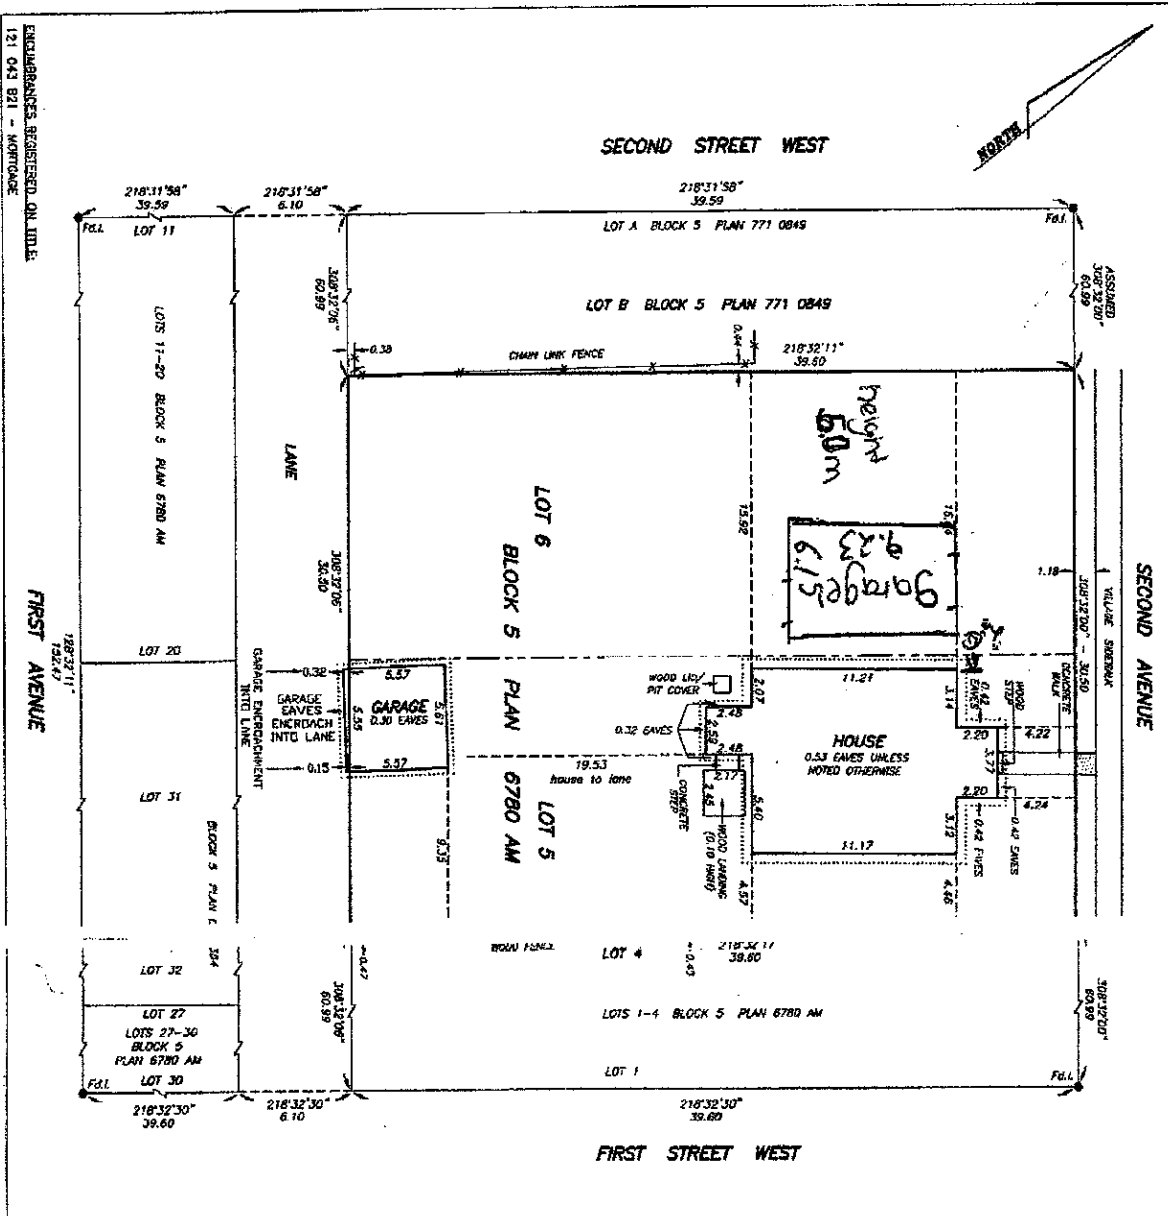 ENCUMBRANCES REGISTERED ON TITLE:
121 043 821 - MORTGAGE
NORTH
SECOND STREET WEST
218°31'58"
39.59
218°31'58"
6.10
218°31'58"
39.59
Fd.I.
LOT 11
LOT A BLOCK 5 PLAN 771 0849
Fd.I.
308°32'06"
60.99
ASSUMED
308°32'00"
60.99
LOT B BLOCK 5 PLAN 771 0849
0.38
CHAIN LINK FENCE
0.44
218°32'11"
39.60
LOTS 11-20 BLOCK 5 PLAN 6780 AM
LANE
height
5.0m
LOT 6
15.92
garage's
9.23
6.15
1.18
VILLAGE SIDEWALK
SECOND AVENUE
308°32'06"
30.50
308°32'00" - 30.50
BLOCK 5 PLAN 6780 AM
FIRST AVENUE
128°32'11"
152.47
LOT 20
GARAGE ENCROACHMENT
INTO LANE
0.32
5.57
GARAGE
EAVES
ENCROACH
INTO LANE
5.55
GARAGE
0.30 EAVES
5.61
0.15
5.57
WOOD LID/
PIT COVER
2.07
11.21
3.14
0.42
EAVES
WOOD
STEP
CONCRETE
WALK
2.48
0.32 EAVES
2.59
2.48
2.20
4.22
HOUSE
0.53 EAVES UNLESS
NOTED OTHERWISE
3.77
19.53
house to lane
2.17
2.45
CONCRETE
STEP
WOOD LANDING
(0.10 HIGH)
5.40
2.20
4.24
3.12
0.42 EAVES
0.42 EAVES
LOT 31
LOT 5
9.35
11.17
4.57
4.46
BLOCK 5 PLAN
WOOD FENCE
LOT 4
0.43
218°32'17"
39.60
0.47
LOT 32
308°32'06"
60.99
308°32'00"
60.99
LOT 27
LOTS 27-30
BLOCK 5
PLAN 6780 AM
LOTS 1-4 BLOCK 5 PLAN 6780 AM
Fd.I.
LOT 30
LOT 1
Fd.I.
218°32'30"
39.60
218°32'30"
6.10
218°32'30"
39.60
FIRST STREET WEST